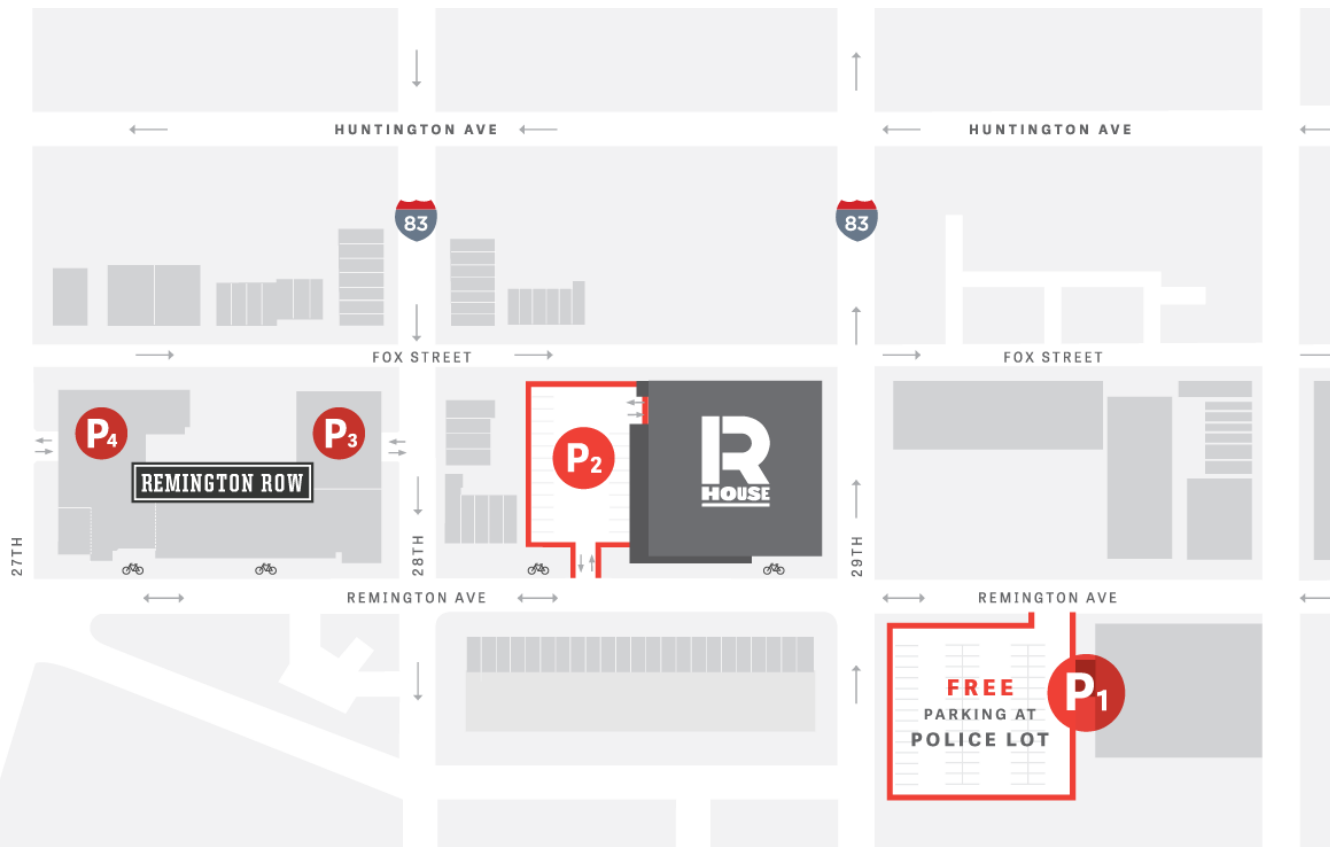 HUNTINGTON AVE
HUNTINGTON AVE
83
83
FOX STREET
FOX STREET
P4
P3
P2
R
HOUSE
REMINGTON ROW
27TH
28TH
29TH
REMINGTON AVE
REMINGTON AVE
FREE
PARKING AT
POLICE LOT
P1